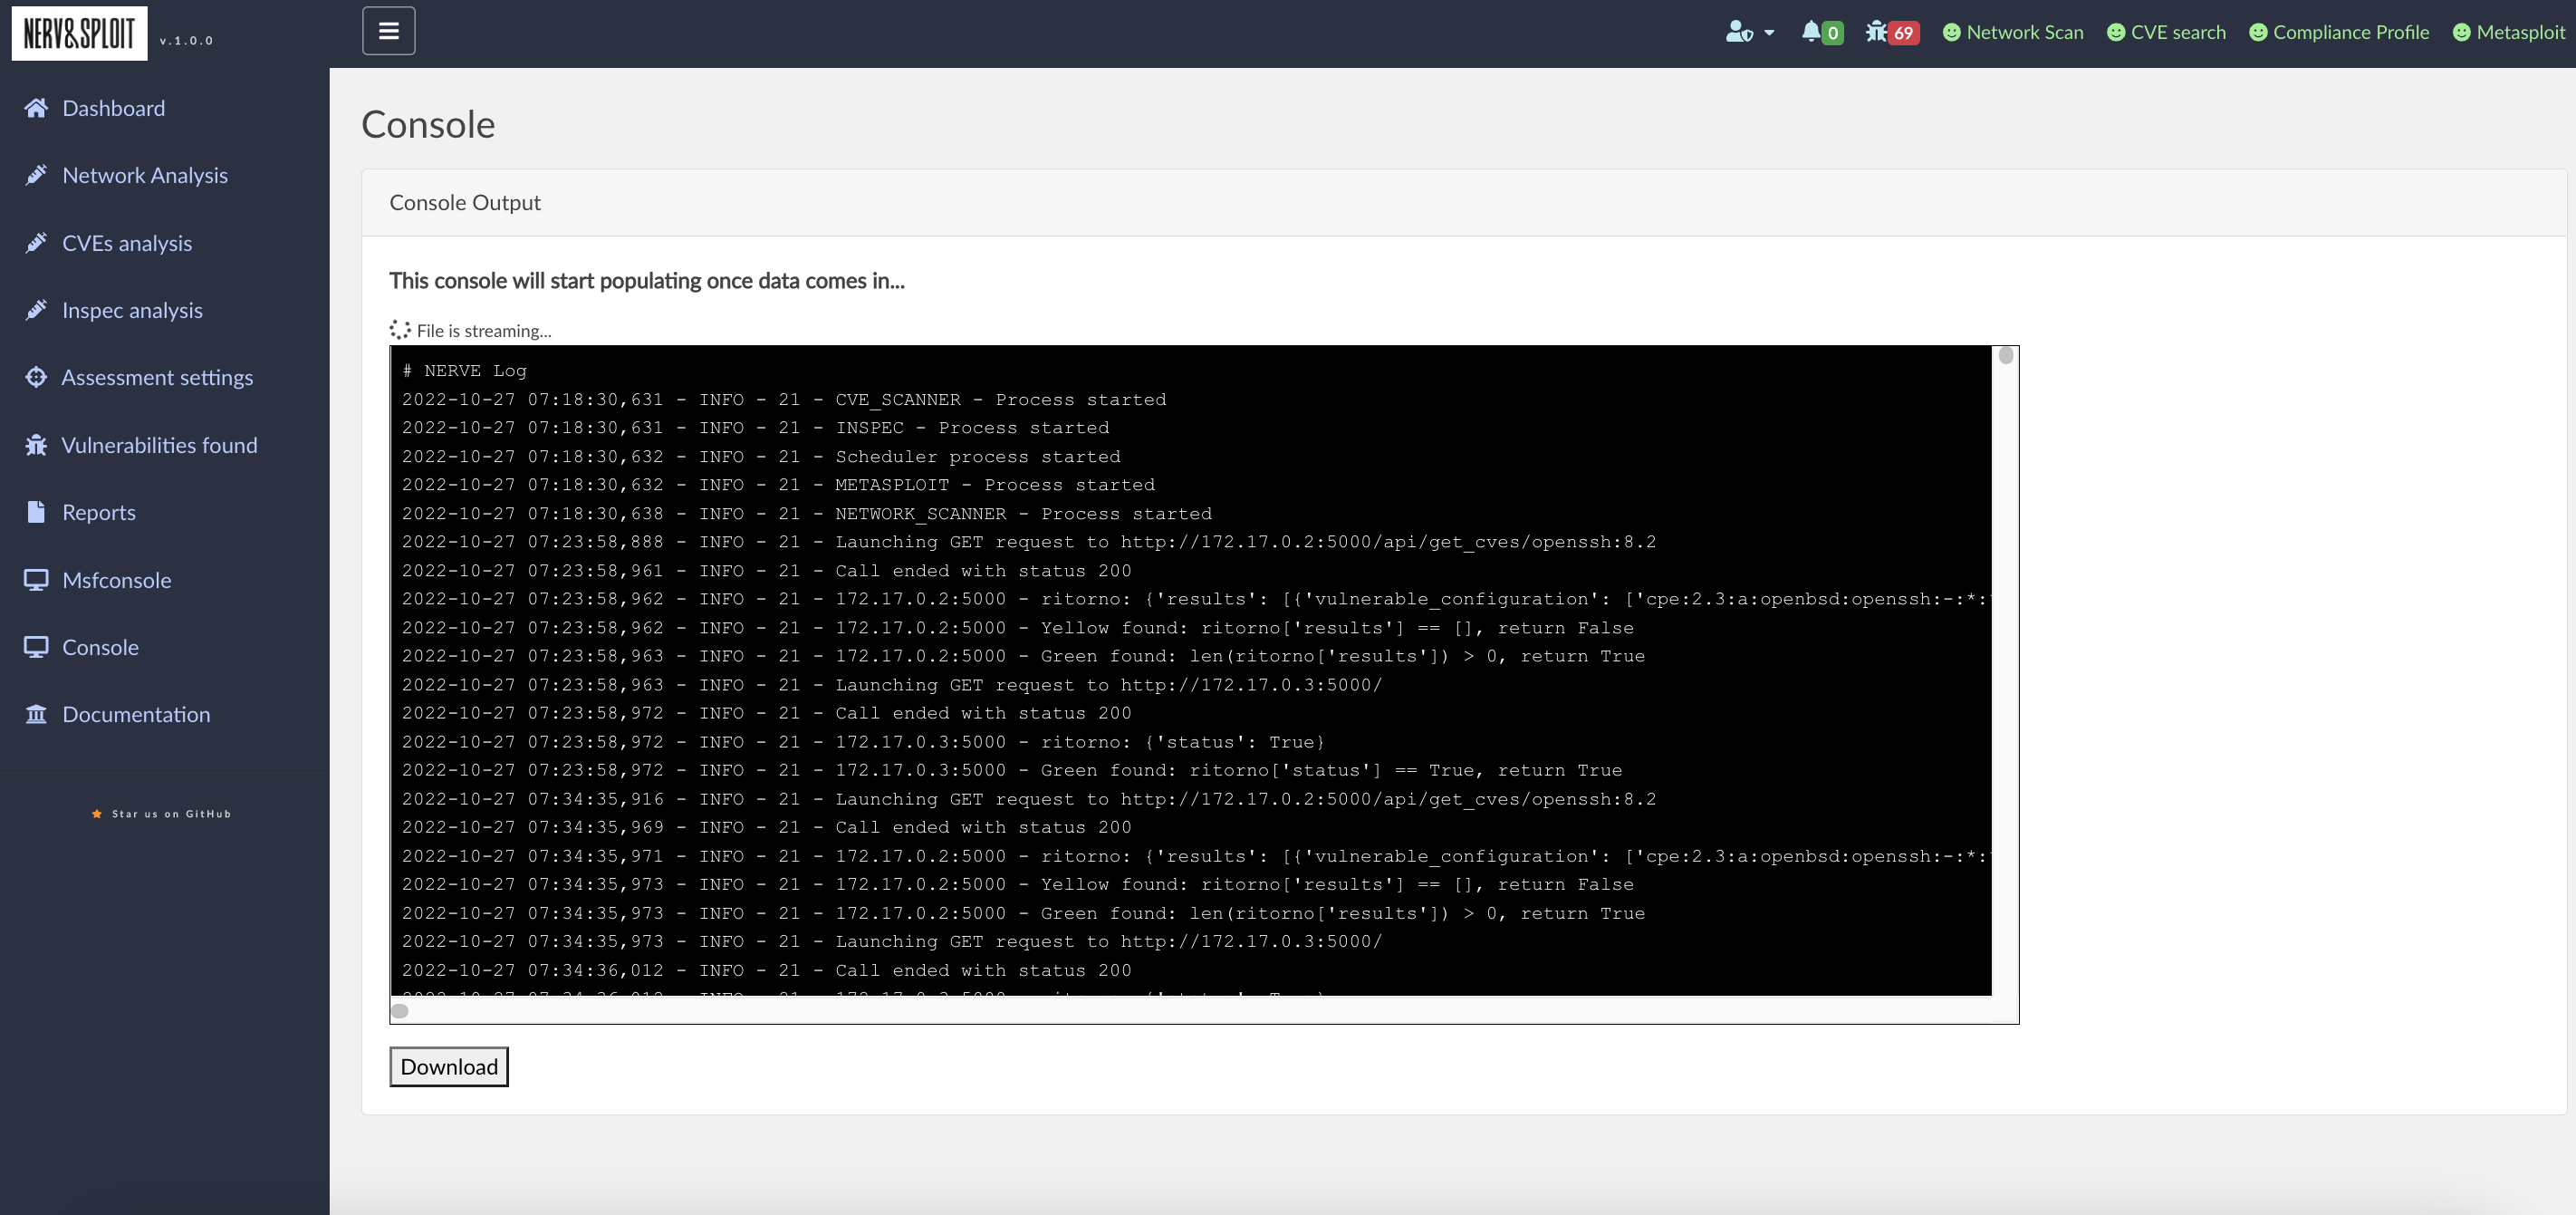 NERV&SPLOIT v.1.0.0
0 69 Network Scan CVE search Compliance Profile Metasploit
Dashboard
Network Analysis
CVEs analysis
Inspec analysis
Assessment settings
Vulnerabilities found
Reports
Msfconsole
Console
Documentation
Star us on GitHub
Console
Console Output
This console will start populating once data comes in...
File is streaming...
# NERVE Log
2022-10-27 07:18:30,631 - INFO - 21 - CVE_SCANNER - Process started
2022-10-27 07:18:30,631 - INFO - 21 - INSPEC - Process started
2022-10-27 07:18:30,632 - INFO - 21 - Scheduler process started
2022-10-27 07:18:30,632 - INFO - 21 - METASPLOIT - Process started
2022-10-27 07:18:30,638 - INFO - 21 - NETWORK_SCANNER - Process started
2022-10-27 07:23:58,888 - INFO - 21 - Launching GET request to http://172.17.0.2:5000/api/get_cves/openssh:8.2
2022-10-27 07:23:58,961 - INFO - 21 - Call ended with status 200
2022-10-27 07:23:58,962 - INFO - 21 - 172.17.0.2:5000 - ritorno: {'results': [{'vulnerable_configuration': ['cpe:2.3:a:openbsd:openssh:-:*:
2022-10-27 07:23:58,962 - INFO - 21 - 172.17.0.2:5000 - Yellow found: ritorno['results'] == [], return False
2022-10-27 07:23:58,963 - INFO - 21 - 172.17.0.2:5000 - Green found: len(ritorno['results']) > 0, return True
2022-10-27 07:23:58,963 - INFO - 21 - Launching GET request to http://172.17.0.3:5000/
2022-10-27 07:23:58,972 - INFO - 21 - Call ended with status 200
2022-10-27 07:23:58,972 - INFO - 21 - 172.17.0.3:5000 - ritorno: {'status': True}
2022-10-27 07:23:58,972 - INFO - 21 - 172.17.0.3:5000 - Green found: ritorno['status'] == True, return True
2022-10-27 07:34:35,916 - INFO - 21 - Launching GET request to http://172.17.0.2:5000/api/get_cves/openssh:8.2
2022-10-27 07:34:35,969 - INFO - 21 - Call ended with status 200
2022-10-27 07:34:35,971 - INFO - 21 - 172.17.0.2:5000 - ritorno: {'results': [{'vulnerable_configuration': ['cpe:2.3:a:openbsd:openssh:-:*:
2022-10-27 07:34:35,973 - INFO - 21 - 172.17.0.2:5000 - Yellow found: ritorno['results'] == [], return False
2022-10-27 07:34:35,973 - INFO - 21 - 172.17.0.2:5000 - Green found: len(ritorno['results']) > 0, return True
2022-10-27 07:34:35,973 - INFO - 21 - Launching GET request to http://172.17.0.3:5000/
2022-10-27 07:34:36,012 - INFO - 21 - Call ended with status 200
Download